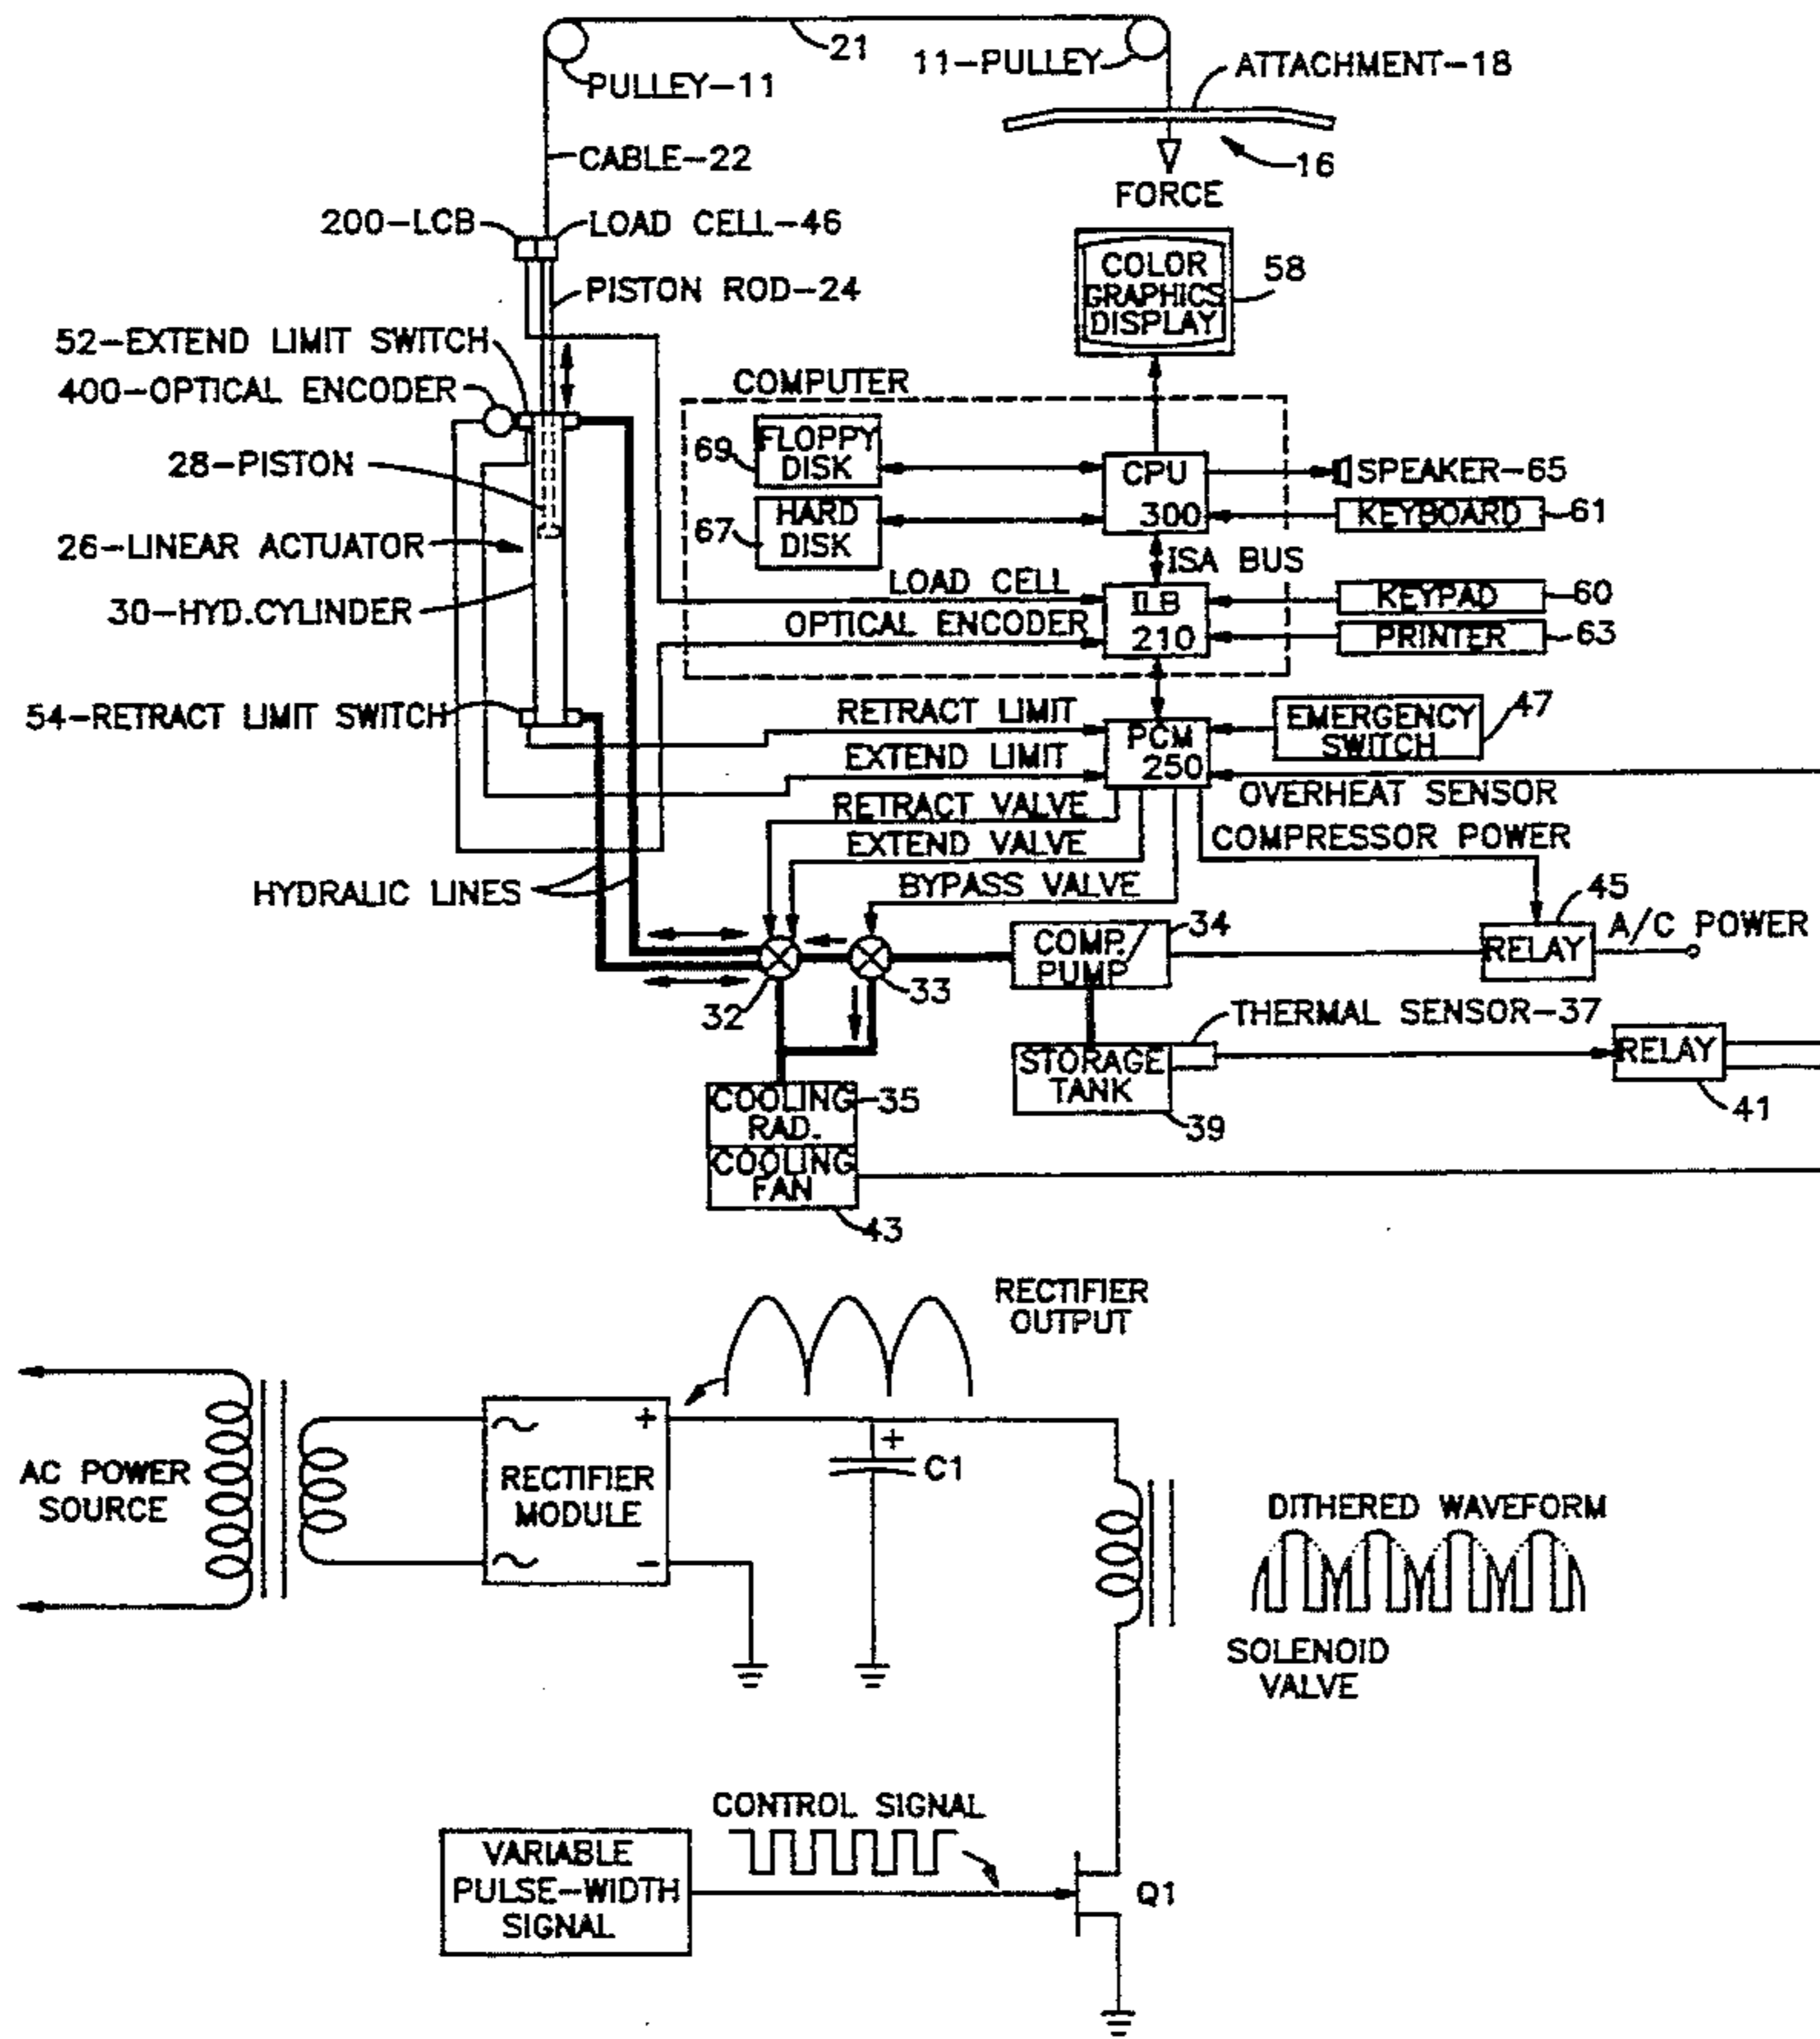 21
11-PULLEY
ATTACHMENT-18
PULLEY-11
CABLE-22
16
FORCE
200-LCB
LOAD CELL-46
PISTON ROD-24
COLOR
GRAPHICS
DISPLAY
58
52-EXTEND LIMIT SWITCH
400-OPTICAL ENCODER
COMPUTER
69
FLOPPY
DISK
CPU
300
SPEAKER-65
28-PISTON
67
HARD
DISK
KEYBOARD
61
26-LINEAR ACTUATOR
ISA BUS
LOAD CELL
30-HYD.CYLINDER
ILB
210
KEYPAD
60
OPTICAL ENCODER
PRINTER
63
54-RETRACT LIMIT SWITCH
RETRACT LIMIT
PCM
250
EMERGENCY
SWITCH
47
EXTEND LIMIT
OVERHEAT SENSOR
RETRACT VALVE
COMPRESSOR POWER
EXTEND VALVE
HYDRALIC LINES
BYPASS VALVE
45
34
A/C POWER
COMP./
PUMP
RELAY
32
33
THERMAL SENSOR-37
STORAGE
TANK
RELAY
39
41
COOLING
RAD.
35
COOLING
FAN
43
RECTIFIER
OUTPUT
AC POWER
SOURCE
RECTIFIER
MODULE
+
-
+
C1
DITHERED WAVEFORM
SOLENOID
VALVE
CONTROL SIGNAL
VARIABLE
PULSE-WIDTH
SIGNAL
Q1